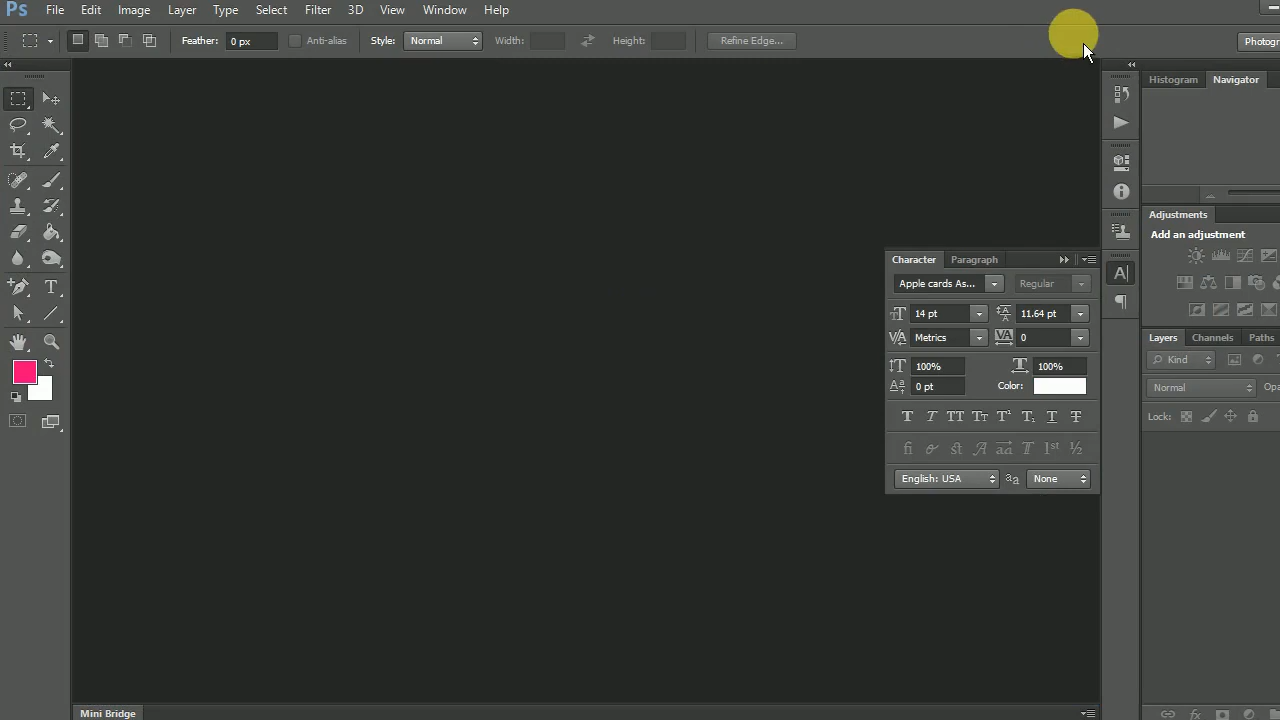 Ps File Edit Image Layer Type Select Filter 3D View Window Help
Feather: 0 px Anti-alias Style: Normal Width: Height: Refine Edge... Photogr
Histogram Navigator
Adjustments
Add an adjustment
Character Paragraph
Apple cards As... Regular
14 pt 11.64 pt
Metrics 0
100% 100%
0 pt Color:
T T TT TT T¹ T₁ T T
fi st A aa T 1st ½
English: USA aa None
Layers Channels Paths
Kind
Normal Opa
Lock:
fx
Mini Bridge